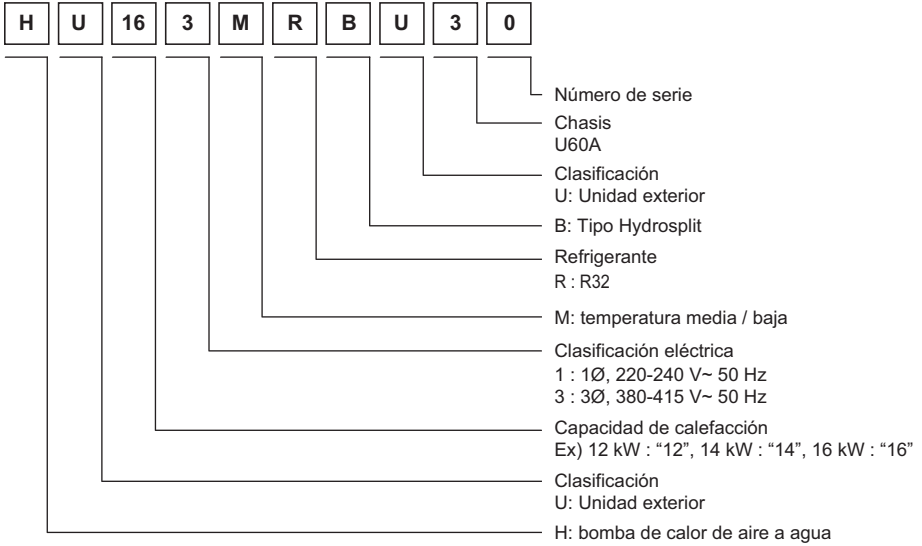 H U 16 3 M R B U 3 0
Número de serie
Chasis
U60A
Clasificación
U: Unidad exterior
B: Tipo Hydrosplit
Refrigerante
R : R32
M: temperatura media / baja
Clasificación eléctrica
1 : 1Ø, 220-240 V~ 50 Hz
3 : 3Ø, 380-415 V~ 50 Hz
Capacidad de calefacción
Ex) 12 kW : “12”, 14 kW : “14”, 16 kW : “16”
Clasificación
U: Unidad exterior
H: bomba de calor de aire a agua